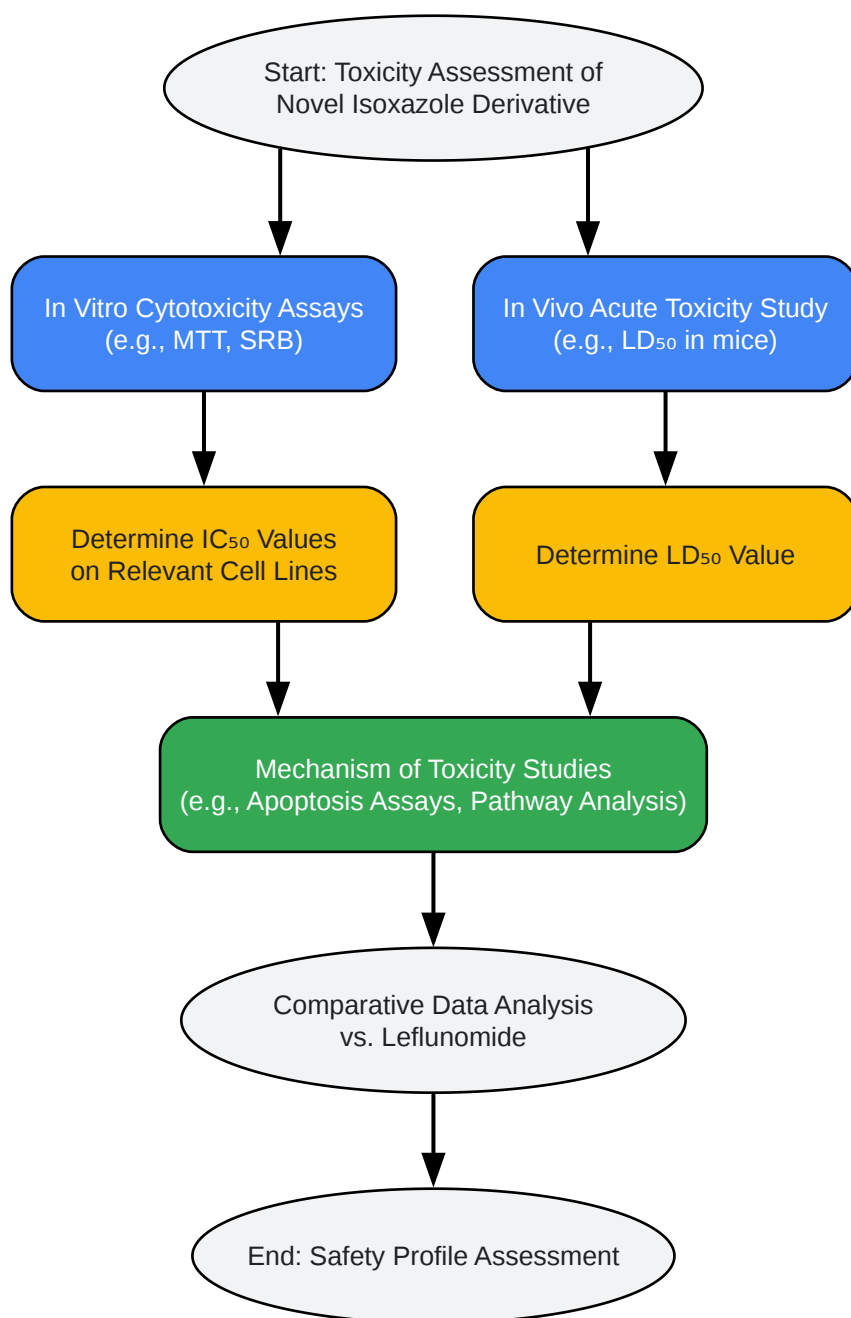 Start: Toxicity Assessment of
Novel Isoxazole Derivative
In Vitro Cytotoxicity Assays
(e.g., MTT, SRB)
In Vivo Acute Toxicity Study
(e.g., LD₅₀ in mice)
Determine IC₅₀ Values
on Relevant Cell Lines
Determine LD₅₀ Value
Mechanism of Toxicity Studies
(e.g., Apoptosis Assays, Pathway Analysis)
Comparative Data Analysis
vs. Leflunomide
End: Safety Profile Assessment